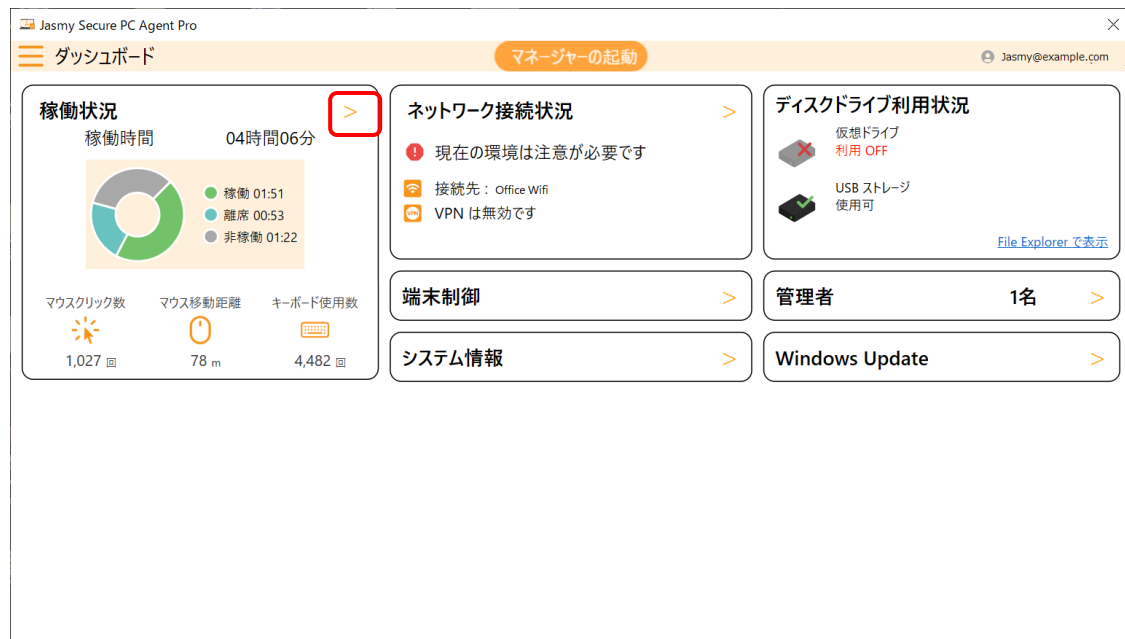 Jasmy Secure PC Agent Pro
ダッシュボード
マネージャーの起動
Jasmy@example.com
稼働状況 >
稼働時間 04時間06分
稼働 01:51
離席 00:53
非稼働 01:22
マウスクリック数 マウス移動距離 キーボード使用数
1,027 回 78 m 4,482 回
ネットワーク接続状況 >
現在の環境は注意が必要です
接続先： Office Wifi
VPN VPN は無効です
ディスクドライブ利用状況
仮想ドライブ
利用 OFF
USB ストレージ
使用可
File Explorer で表示
端末制御 >
管理者 1名 >
システム情報 >
Windows Update >